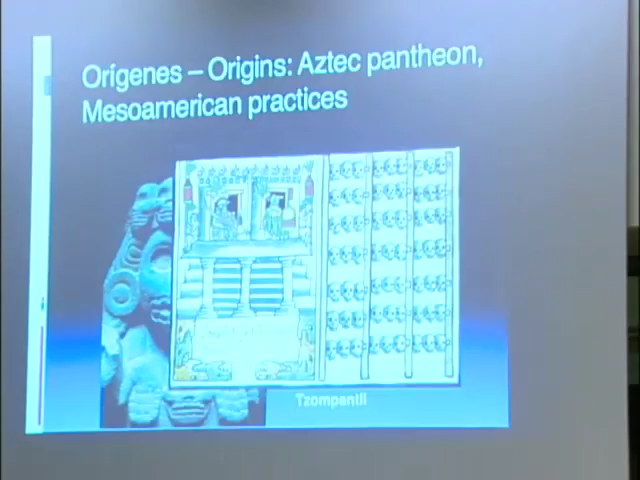 Orígenes – Origins: Aztec pantheon,
Mesoamerican practices
Tzompantli